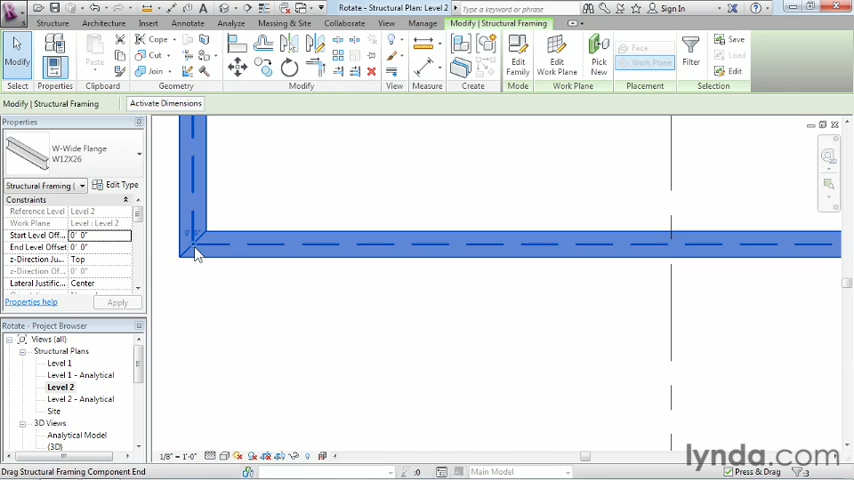 Rotate - Structural Plan: Level 2
Type a keyword or phrase
Sign In
Structure
Architecture
Insert
Annotate
Analyze
Massing & Site
Collaborate
View
Manage
Modify | Structural Framing
Modify
Properties
Paste
Cope
Cut
Join
Edit Family
Edit Work Plane
Pick New
Face
Work Plane
Filter
Save
Load
Edit
Select
Properties
Clipboard
Geometry
Modify
View
Measure
Create
Mode
Work Plane
Placement
Selection
Modify | Structural Framing
Activate Dimensions
Properties
W-Wide Flange
W12X26
Structural Framing (
Edit Type
Constraints
Reference Level Level 2
Work Plane Level : Level 2
Start Level Off... 0' 0"
End Level Offset 0' 0"
z-Direction Ju... Top
z-Direction Of...
Lateral Justific... Center
Properties help
Apply
Rotate - Project Browser
Views (all)
Structural Plans
Level 1
Level 1 - Analytical
Level 2
Level 2 - Analytical
Site
3D Views
Analytical Model
{3D}
1/8" = 1'-0"
Drag Structural Framing Component End
:0
Main Model
Press & Drag
:3
lynda.com